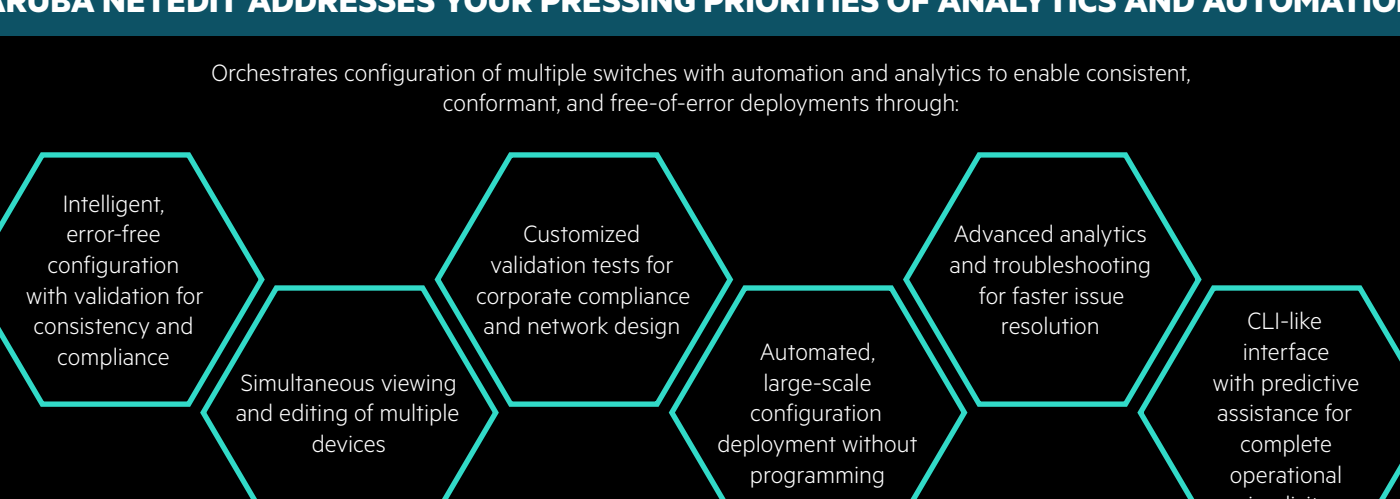 ARUBA NETEDIT ADDRESSES YOUR PRESSING PRIORITIES OF ANALYTICS AND AUTOMATION
Orchestrates configuration of multiple switches with automation and analytics to enable consistent,
conformant, and free-of-error deployments through:
Intelligent,
error-free
configuration
with validation for
consistency and
compliance
Simultaneous viewing
and editing of multiple
devices
Customized
validation tests for
corporate compliance
and network design
Automated,
large-scale
configuration
deployment without
programming
Advanced analytics
and troubleshooting
for faster issue
resolution
CLI-like
interface
with predictive
assistance for
complete
operational